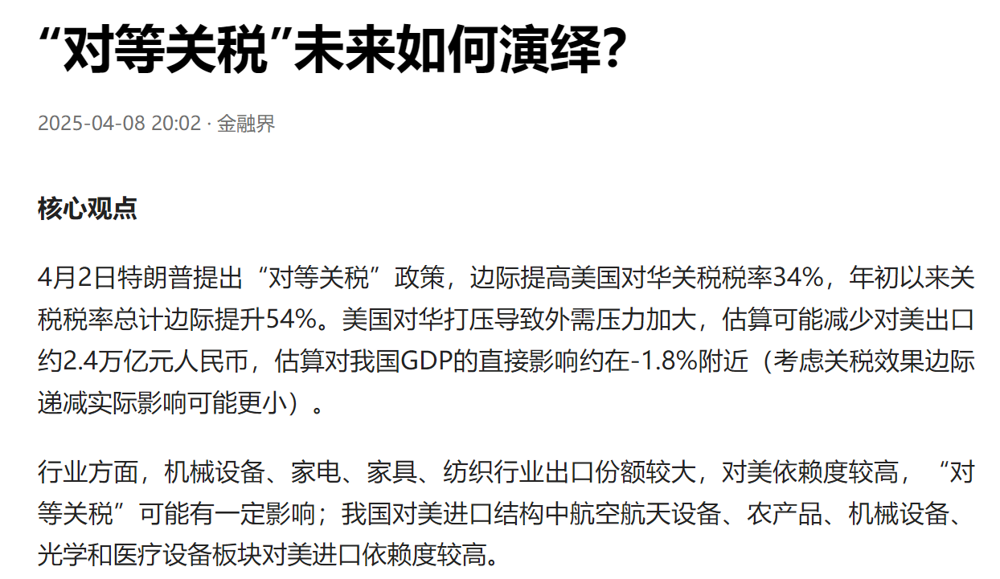 “对等关税”未来如何演绎？
2025-04-08 20:02 · 金融界
核心观点
4月2日特朗普提出“对等关税”政策，边际提高美国对华关税税率34%，年初以来关
税税率总计边际提升54%。美国对华打压导致外需压力加大，估算可能减少对美出口
约2.4万亿元人民币，估算对我国GDP的直接影响约在-1.8%附近（考虑关税效果边际
递减实际影响可能更小）。
行业方面，机械设备、家电、家具、纺织行业出口份额较大，对美依赖度较高，“对
等关税”可能有一定影响；我国对美进口结构中航空航天设备、农产品、机械设备、
光学和医疗设备板块对美进口依赖度较高。